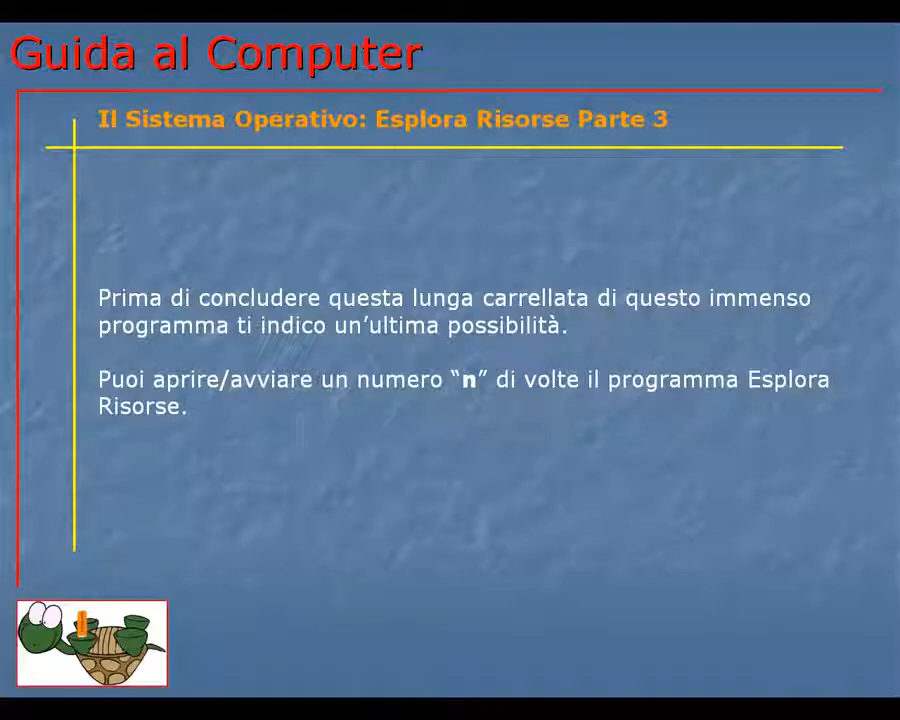 Guida al Computer
Il Sistema Operativo: Esplora Risorse Parte 3
Prima di concludere questa lunga carrellata di questo immenso
programma ti indico un’ultima possibilità.
Puoi aprire/avviare un numero “n” di volte il programma Esplora
Risorse.